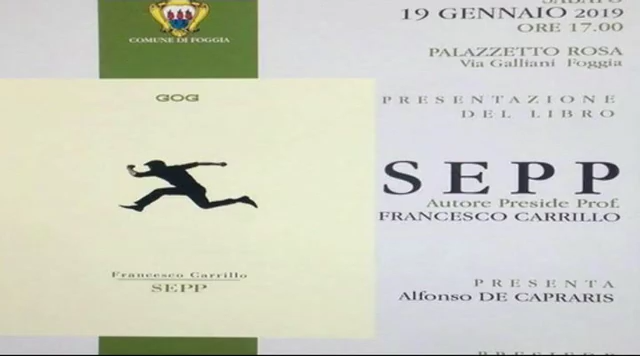 COMUNE DI FOGGIA
GOG
Francesco Carrillo
SEPP
SABATO
19 GENNAIO 2019
ORE 17.00
PALAZZETTO ROSA
Via Galliani Foggia
PRESENTAZIONE
DEL LIBRO
SEPP
Autore Preside Prof.
FRANCESCO CARRILLO
PRESENTA
Alfonso DE CAPRARIS